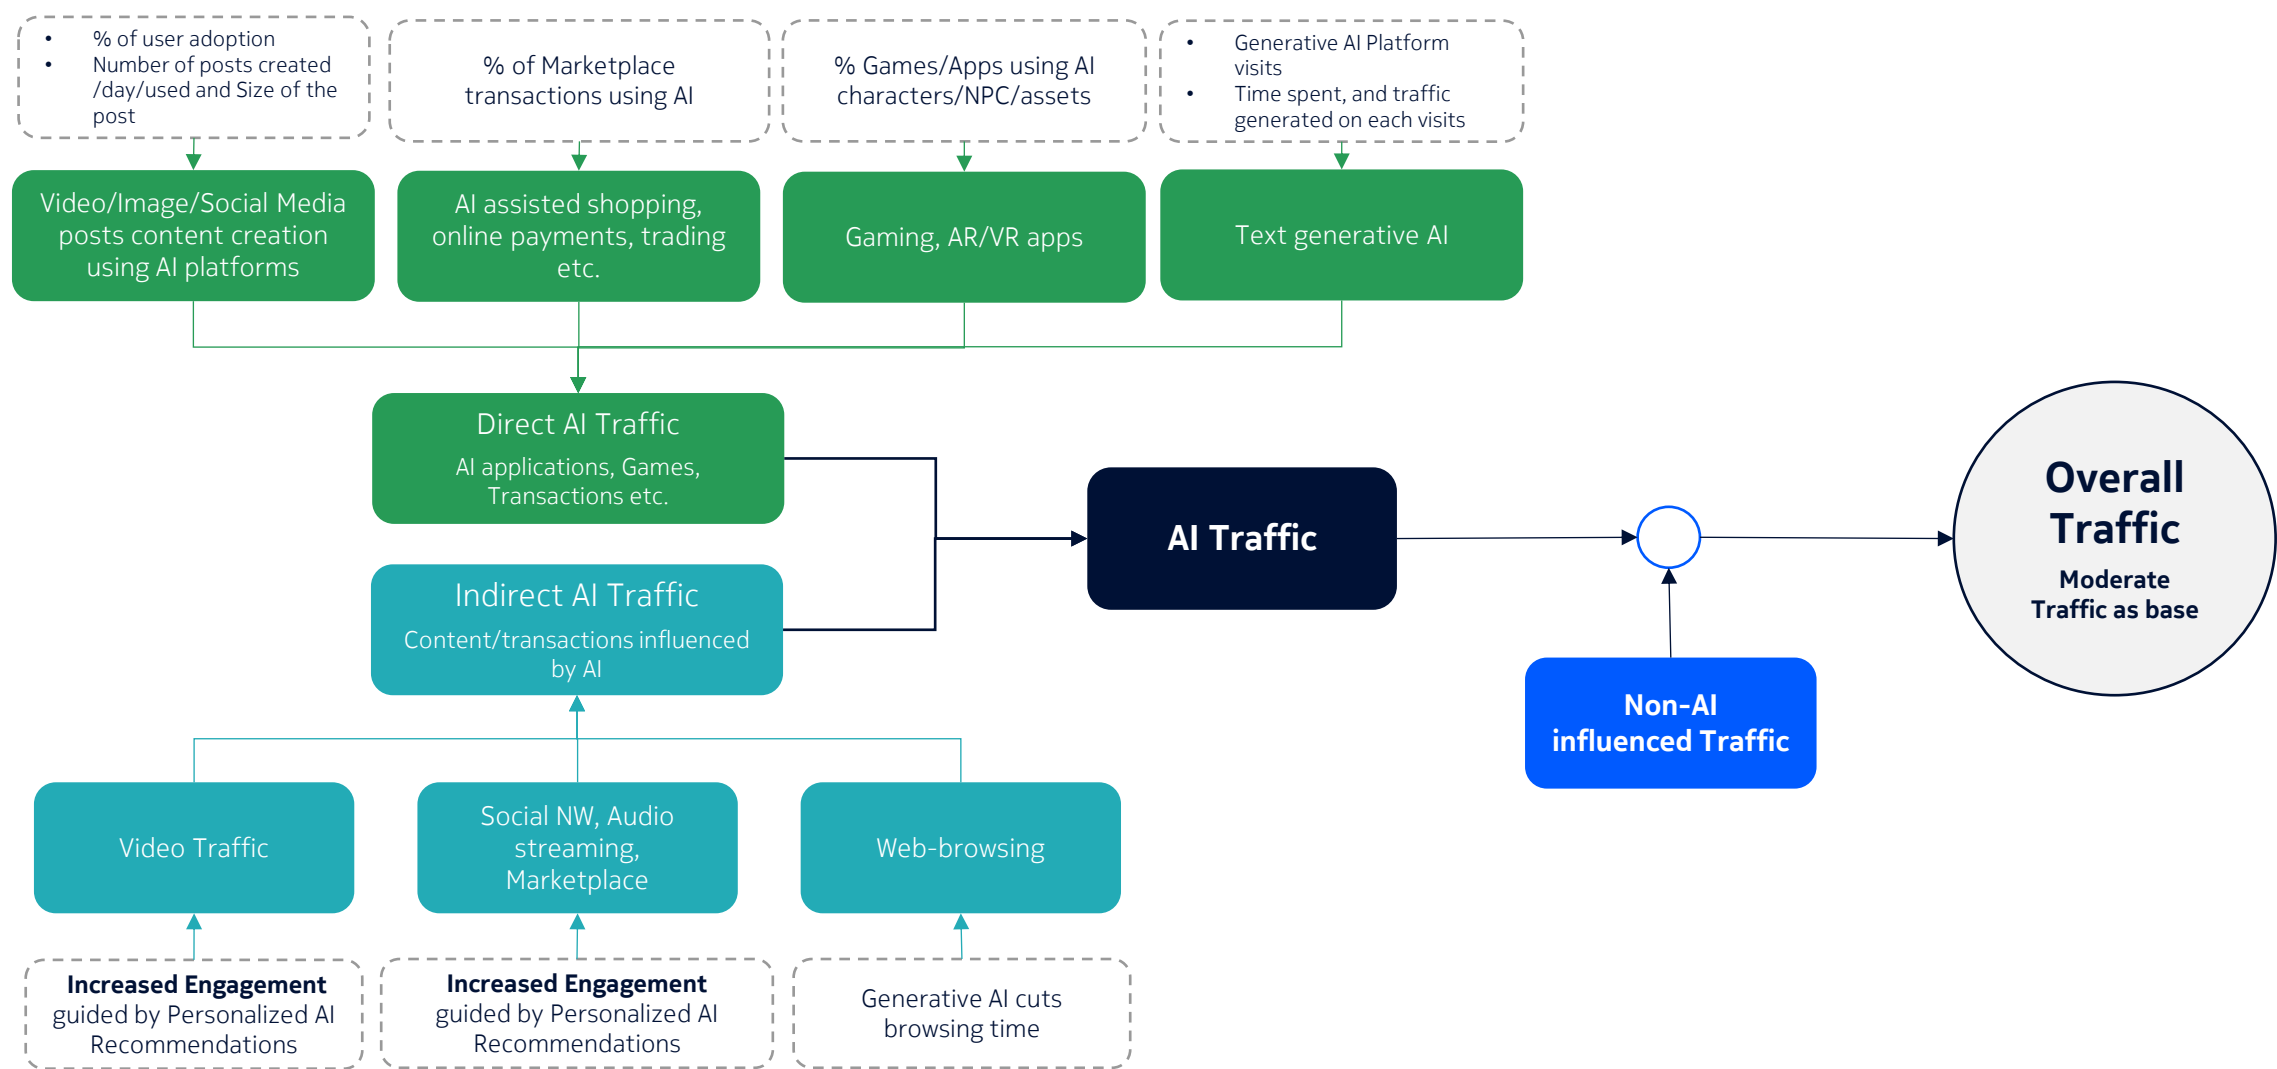 • % of user adoption
• Number of posts created
/day/used and Size of the
post
% of Marketplace
transactions using AI
% Games/Apps using AI
characters/NPC/assets
• Generative AI Platform
visits
• Time spent, and traffic
generated on each visits
Video/Image/Social Media
posts content creation
using AI platforms
AI assisted shopping,
online payments, trading
etc.
Gaming, AR/VR apps
Text generative AI
Direct AI Traffic
AI applications, Games,
Transactions etc.
Indirect AI Traffic
Content/transactions influenced
by AI
AI Traffic
Overall
Traffic
Moderate
Traffic as base
Non-AI
influenced Traffic
Video Traffic
Social NW, Audio
streaming,
Marketplace
Web-browsing
Increased Engagement
guided by Personalized AI
Recommendations
Increased Engagement
guided by Personalized AI
Recommendations
Generative AI cuts
browsing time